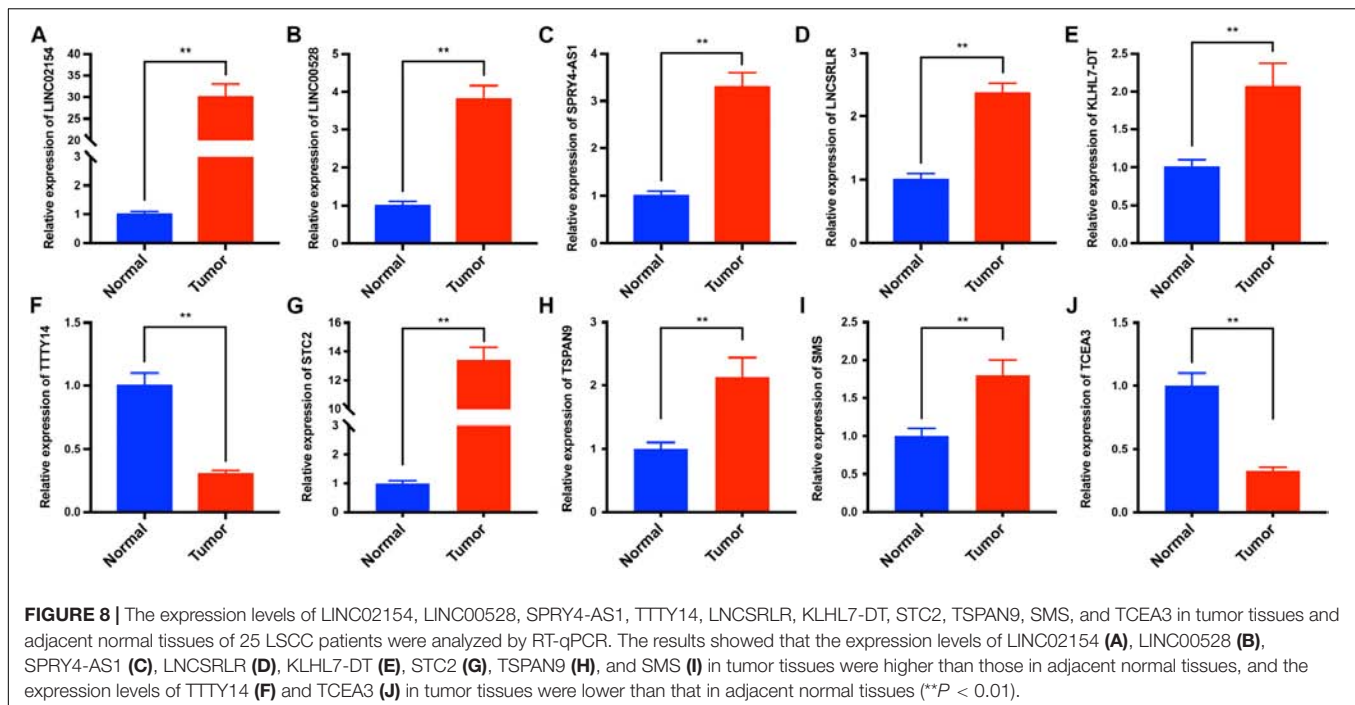 A
Relative expression of LINC02154
40
35
30
25
20
3
2
1
0
**
Normal
Tumor
B
Relative expression of LINC00528
5
4
3
2
1
0
**
Normal
Tumor
C
Relative expression of SPRY4-AS1
4
3
2
1
0
**
Normal
Tumor
D
Relative expression of LNCSRLR
3
2
1
0
**
Normal
Tumor
E
Relative expression of KLHL7-DT
2.5
2.0
1.5
1.0
0.5
0.0
**
Normal
Tumor
F
Relative expression of TTTY14
1.5
1.0
0.5
0.0
**
Normal
Tumor
G
Relative expression of STC2
16
14
12
10
3
2
1
0
**
Normal
Tumor
H
Relative expression of TSPAN9
3
2
1
0
**
Normal
Tumor
I
Relative expression of SMS
2.5
2.0
1.5
1.0
0.5
0.0
**
Normal
Tumor
J
Relative expression of TCEA3
1.5
1.0
0.5
0.0
**
Normal
Tumor
FIGURE 8 | The expression levels of LINC02154, LINC00528, SPRY4-AS1, TTTY14, LNCSRLR, KLHL7-DT, STC2, TSPAN9, SMS, and TCEA3 in tumor tissues and
adjacent normal tissues of 25 LSCC patients were analyzed by RT-qPCR. The results showed that the expression levels of LINC02154 (A), LINC00528 (B),
SPRY4-AS1 (C), LNCSRLR (D), KLHL7-DT (E), STC2 (G), TSPAN9 (H), and SMS (I) in tumor tissues were higher than those in adjacent normal tissues, and the
expression levels of TTTY14 (F) and TCEA3 (J) in tumor tissues were lower than that in adjacent normal tissues (**P < 0.01).